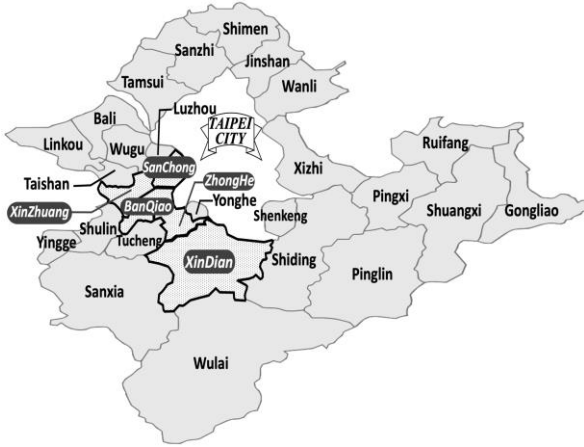 Shimen
Sanzhi
Jinshan
Tamsui
Wanli
Luzhou
Bali
TAIPEI
CITY
Linkou
Wugu
Ruifang
SanChong
Xizhi
Taishan
ZhongHe
Pingxi
XinZhuang
BanQiao
Yonghe
Shuangxi
Gongliao
Shenkeng
Shulin
Yingge
Tucheng
XinDian
Shiding
Pinglin
Sanxia
Wulai